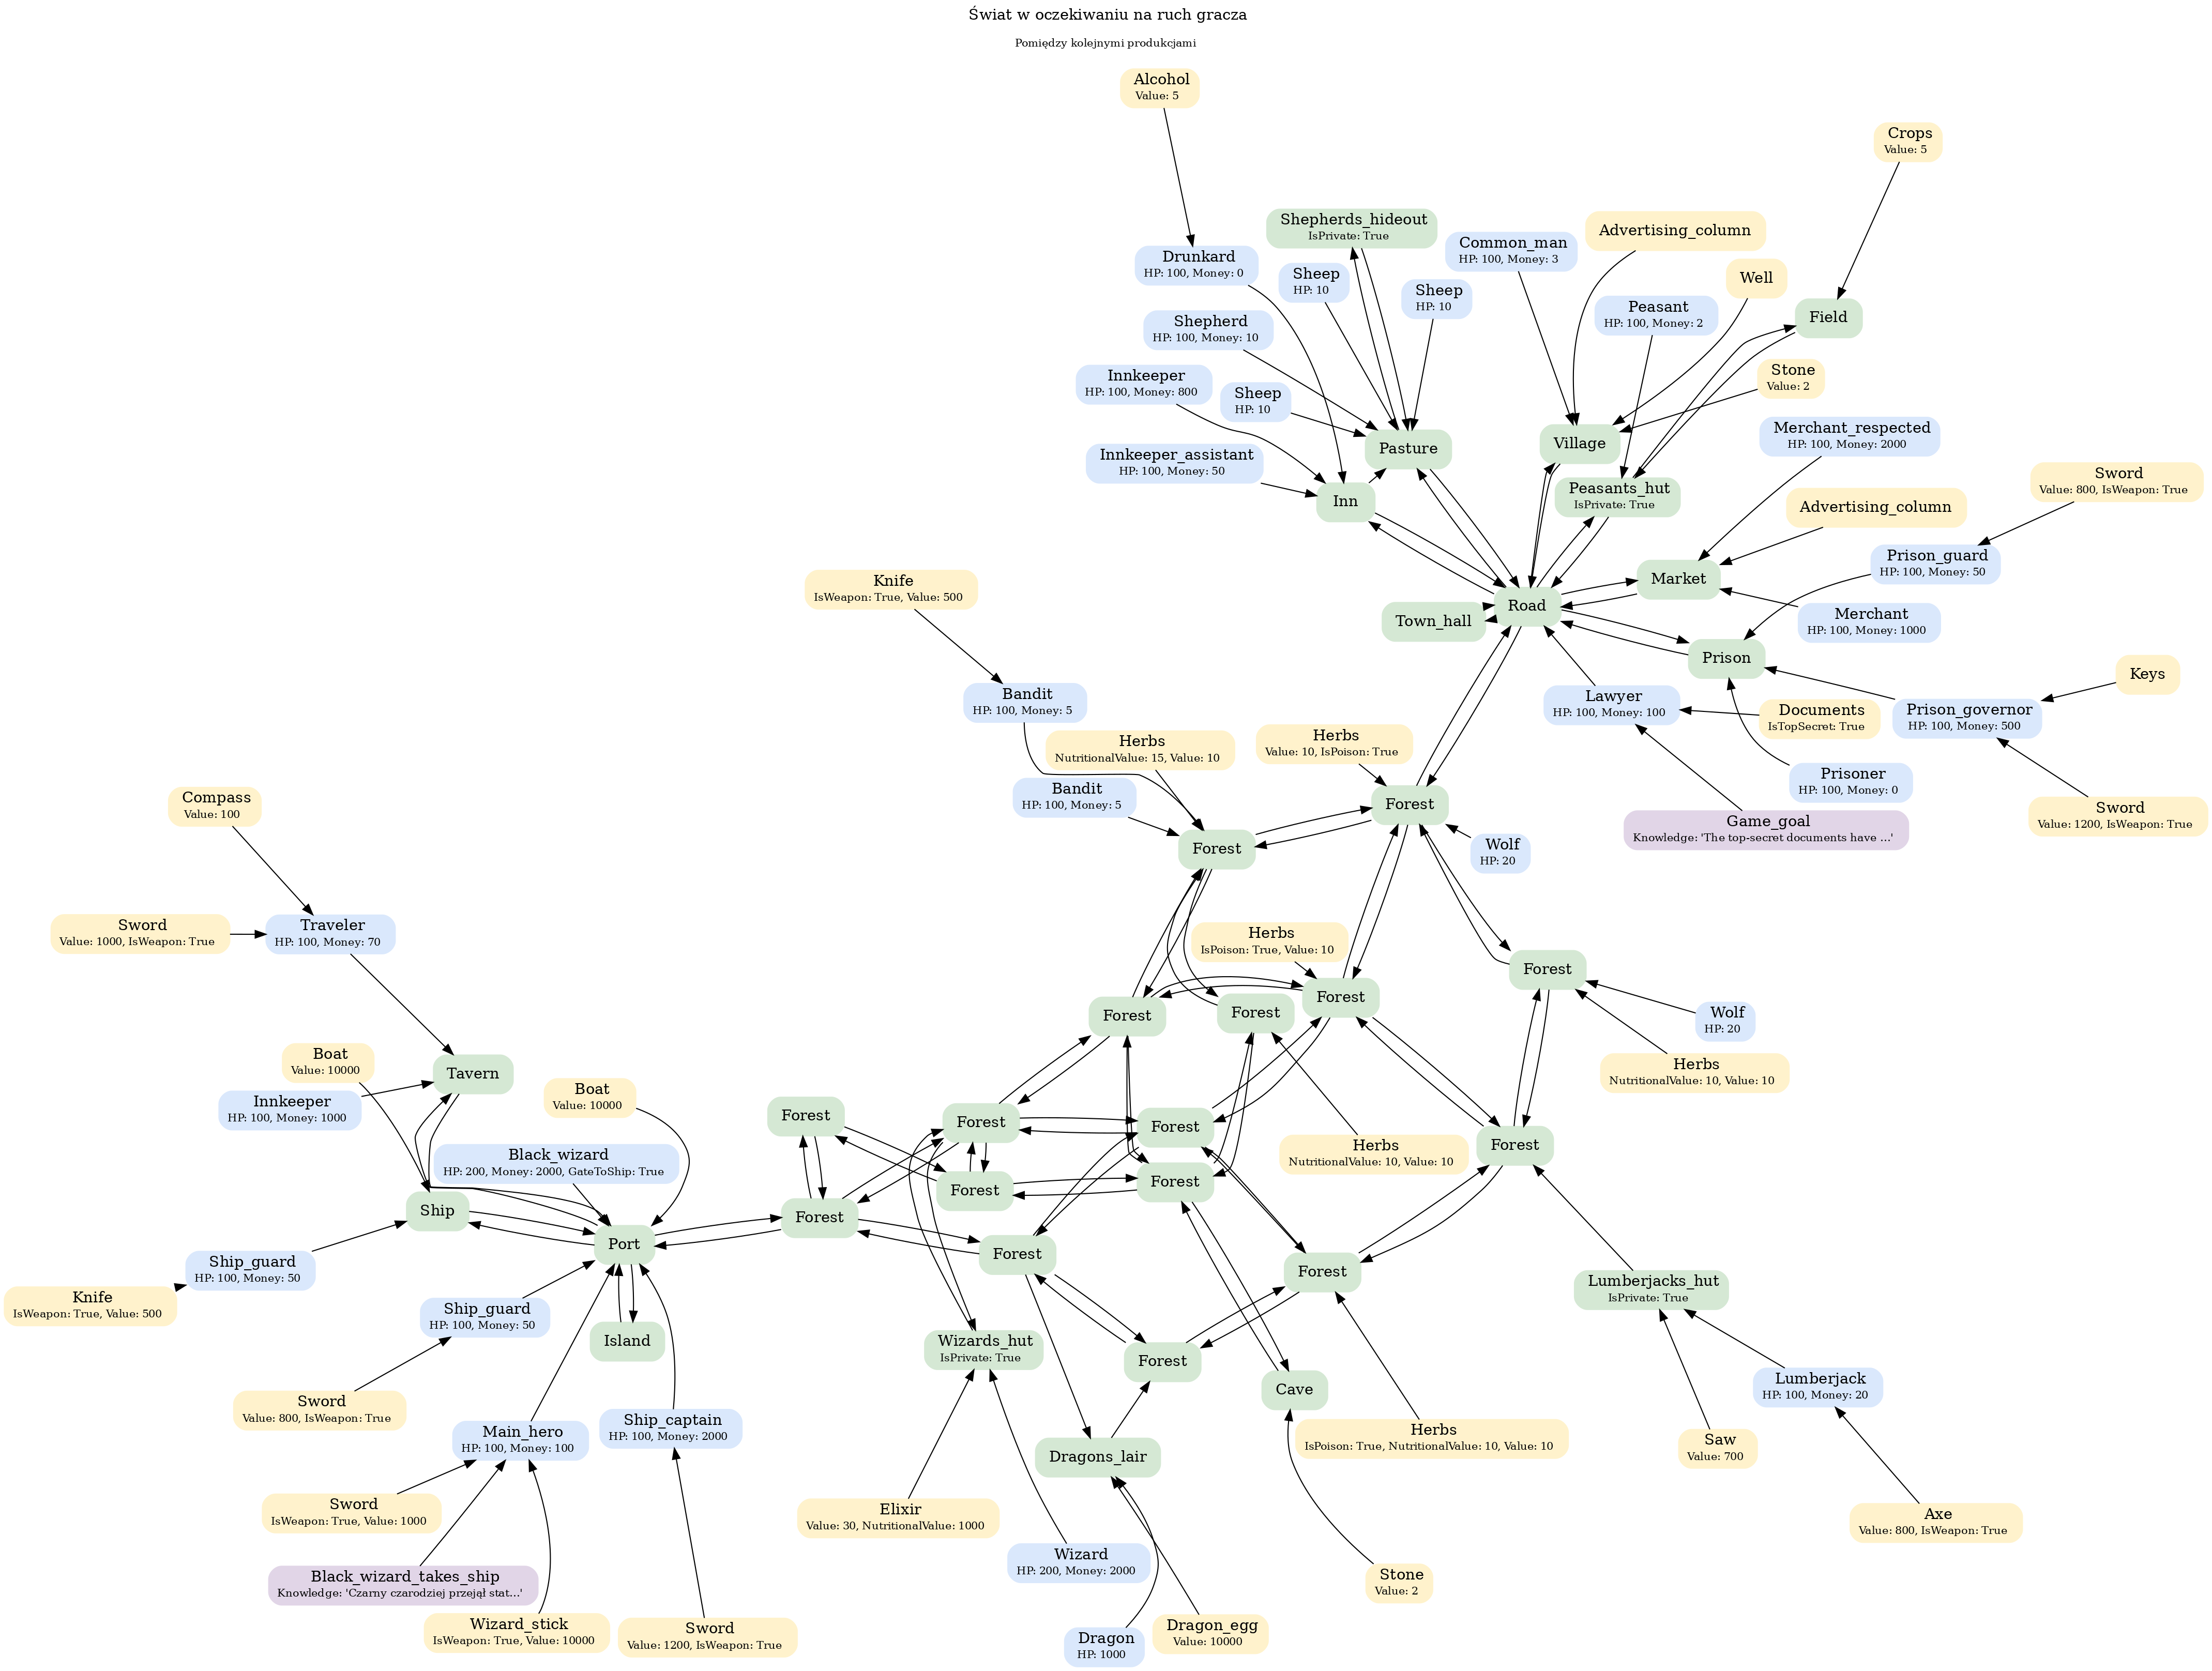 Świat w oczekiwaniu na ruch gracza
Pomiędzy kolejnymi produkcjami
Alcohol
Value: 5
Crops
Value: 5
Shepherds_hideout
IsPrivate: True
Common_man
HP: 100, Money: 3
Advertising_column
Drunkard
HP: 100, Money: 0
Sheep
HP: 10
Sheep
HP: 10
Well
Peasant
HP: 100, Money: 2
Field
Shepherd
HP: 100, Money: 10
Innkeeper
HP: 100, Money: 800
Sheep
HP: 10
Stone
Value: 2
Village
Pasture
Merchant_respected
HP: 100, Money: 2000
Innkeeper_assistant
HP: 100, Money: 50
Inn
Peasants_hut
IsPrivate: True
Sword
Value: 800, IsWeapon: True
Advertising_column
Prison_guard
HP: 100, Money: 50
Knife
IsWeapon: True, Value: 500
Market
Road
Town_hall
Merchant
HP: 100, Money: 1000
Prison
Keys
Bandit
HP: 100, Money: 5
Lawyer
HP: 100, Money: 100
Documents
IsTopSecret: True
Prison_governor
HP: 100, Money: 500
Herbs
NutritionalValue: 15, Value: 10
Herbs
Value: 10, IsPoison: True
Bandit
HP: 100, Money: 5
Prisoner
HP: 100, Money: 0
Compass
Value: 100
Forest
Game_goal
Knowledge: 'The top-secret documents have ...'
Sword
Value: 1200, IsWeapon: True
Forest
Wolf
HP: 20
Sword
Value: 1000, IsWeapon: True
Traveler
HP: 100, Money: 70
Herbs
IsPoison: True, Value: 10
Forest
Forest
Forest
Forest
Wolf
HP: 20
Boat
Value: 10000
Tavern
Herbs
NutritionalValue: 10, Value: 10
Innkeeper
HP: 100, Money: 1000
Boat
Value: 10000
Forest
Forest
Forest
Forest
Herbs
NutritionalValue: 10, Value: 10
Black_wizard
HP: 200, Money: 2000, GateToShip: True
Forest
Forest
Ship
Forest
Port
Forest
Ship_guard
HP: 100, Money: 50
Forest
Knife
IsWeapon: True, Value: 500
Lumberjacks_hut
IsPrivate: True
Ship_guard
HP: 100, Money: 50
Island
Wizards_hut
IsPrivate: True
Forest
Cave
Sword
Value: 800, IsWeapon: True
Lumberjack
HP: 100, Money: 20
Main_hero
HP: 100, Money: 100
Ship_captain
HP: 100, Money: 2000
Dragons_lair
Herbs
IsPoison: True, NutritionalValue: 10, Value: 10
Saw
Value: 700
Sword
IsWeapon: True, Value: 1000
Elixir
Value: 30, NutritionalValue: 1000
Axe
Value: 800, IsWeapon: True
Wizard
HP: 200, Money: 2000
Black_wizard_takes_ship
Knowledge: 'Czarny czarodziej przejął stat...'
Stone
Value: 2
Wizard_stick
IsWeapon: True, Value: 10000
Sword
Value: 1200, IsWeapon: True
Dragon
HP: 1000
Dragon_egg
Value: 10000